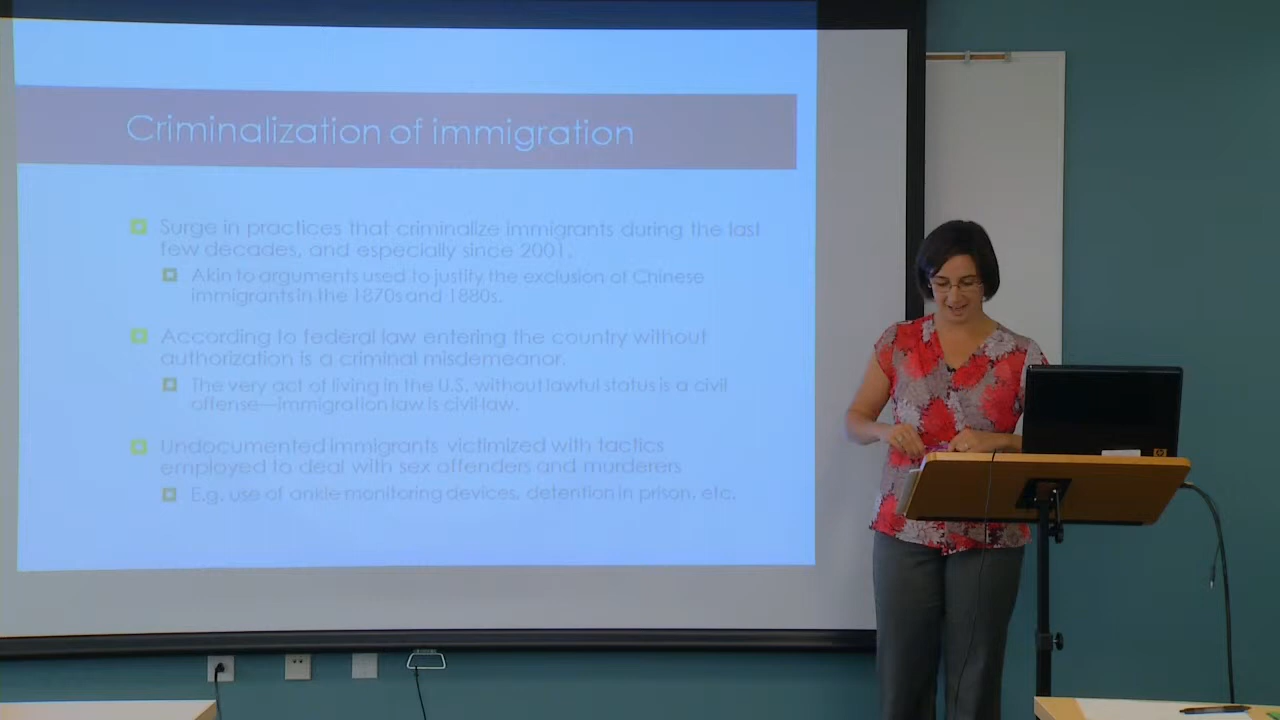 Criminalization of immigration
Surge in practices that criminalize immigrants during the last
few decades, and especially since 2001.
Akin to arguments used to justify the exclusion of Chinese
immigrants in the 1870s and 1880s.
According to federal law entering the country without
authorization is a criminal misdemeanor.
The very act of living in the U.S. without lawful status is a civil
offense—immigration law is civil law.
Undocumented immigrants victimized with tactics
employed to deal with sex offenders and murderers
E.g. use of ankle monitoring devices, detention in prison, etc.
hp